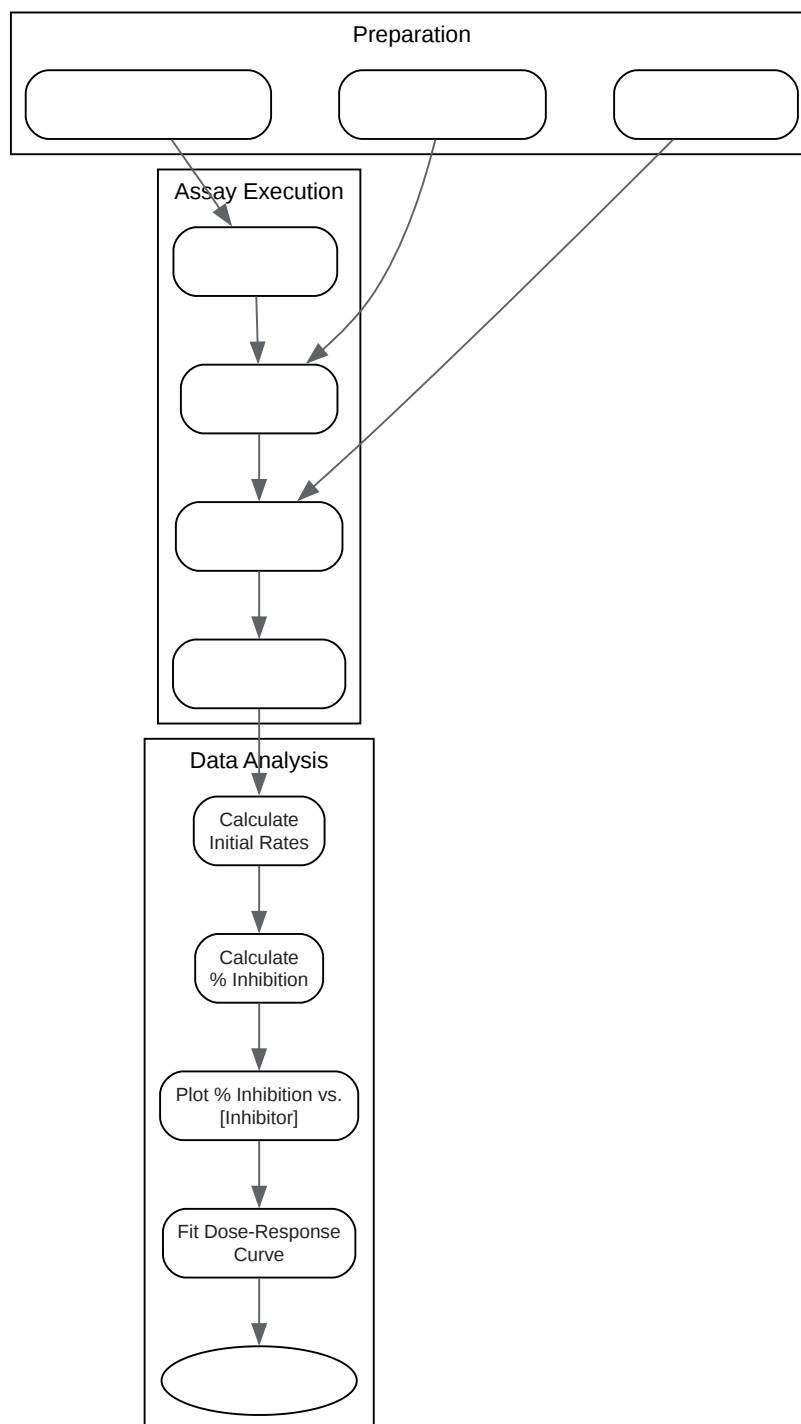 Preparation
Assay Execution
Data Analysis
Calculate
Initial Rates
Calculate
% Inhibition
Plot % Inhibition vs.
[Inhibitor]
Fit Dose-Response
Curve